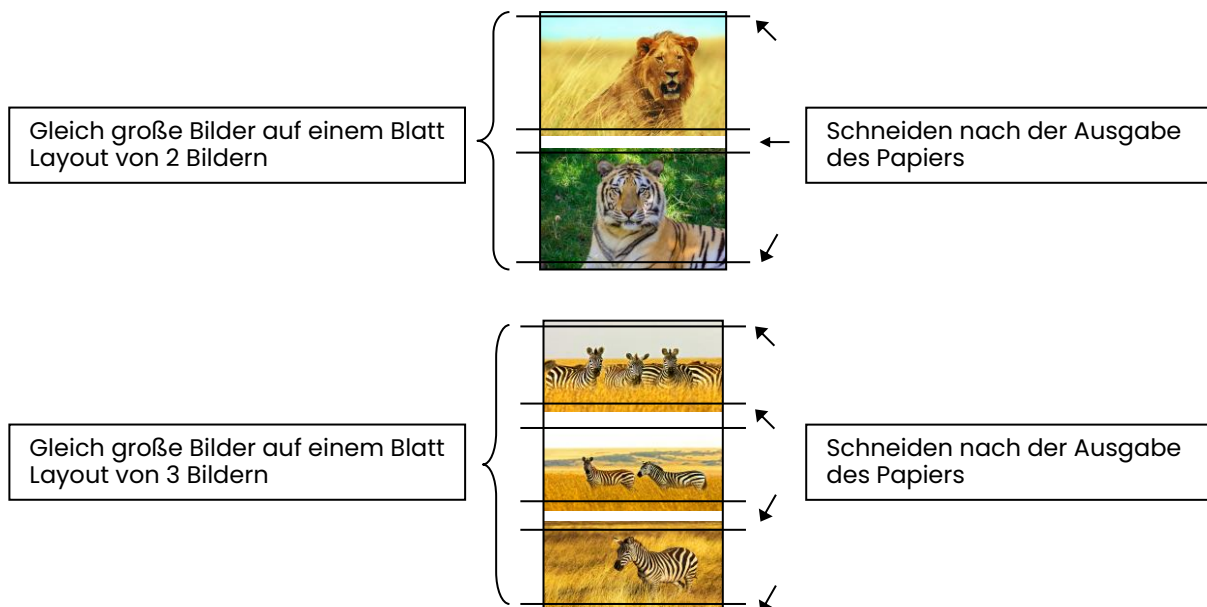 Gleich große Bilder auf einem Blatt
Layout von 2 Bildern
Schneiden nach der Ausgabe
des Papiers
Gleich große Bilder auf einem Blatt
Layout von 3 Bildern
Schneiden nach der Ausgabe
des Papiers